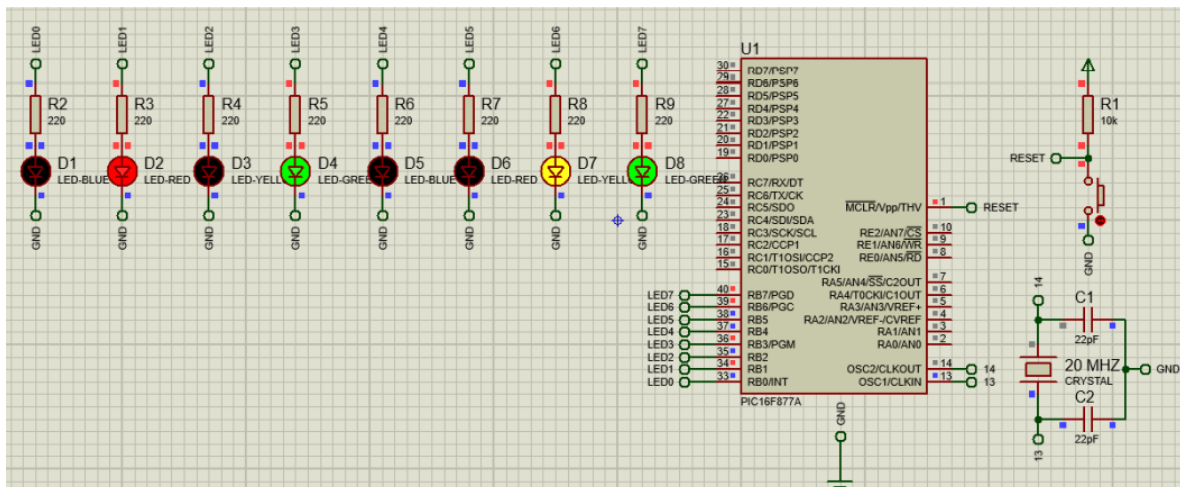 LED0
LED1
LED2
LED3
LED4
LED5
LED6
LED7
R2
220
R3
220
R4
220
R5
220
R6
220
R7
220
R8
220
R9
220
D1
LED-BLUE
D2
LED-RED
D3
LED-YELL
D4
LED-GREE
D5
LED-BLUE
D6
LED-RED
D7
LED-YELL
D8
LED-GREEN
GND
GND
GND
GND
GND
GND
GND
GND
U1
30 RD7/PSP7
29 RD6/PSP6
28 RD5/PSP5
27 RD4/PSP4
22 RD3/PSP3
21 RD2/PSP2
20 RD1/PSP1
19 RD0/PSP0
26 RC7/RX/DT
25 RC6/TX/CK
24 RC5/SDO
23 RC4/SDI/SDA
18 RC3/SCK/SCL
17 RC2/CCP1
16 RC1/T1OSI/CCP2
15 RC0/T1OSO/T1CKI
LED7 40 RB7/PGD
LED6 39 RB6/PGC
LED5 38 RB5
LED4 37 RB4
LED3 36 RB3/PGM
LED2 35 RB2
LED1 34 RB1
LED0 33 RB0/INT
MCLR/Vpp/THV 1 RESET
RE2/AN7/CS 10
RE1/AN6/WR 9
RE0/AN5/RD 8
RA5/AN4/SS/C2OUT 7
RA4/T0CKI/C1OUT 6
RA3/AN3/VREF+ 5
RA2/AN2/VREF-/CVREF 4
RA1/AN1 3
RA0/AN0 2
OSC2/CLKOUT 14 14
OSC1/CLKIN 13 13
PIC16F877A
GND
R1
10k
RESET
GND
14
C1
22pF
20 MHZ
CRYSTAL
GND
C2
22pF
13